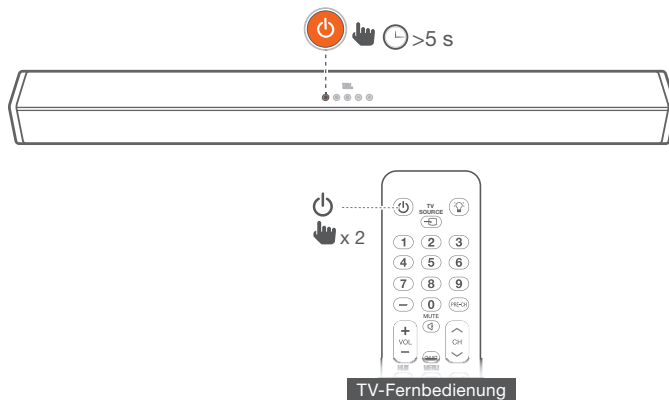 >5 s
x 2
TV
SOURCE
1 2 3
4 5 6
7 8 9
0 PRE-CH
MUTE
+
VOL CH
−
TV-Fernbedienung